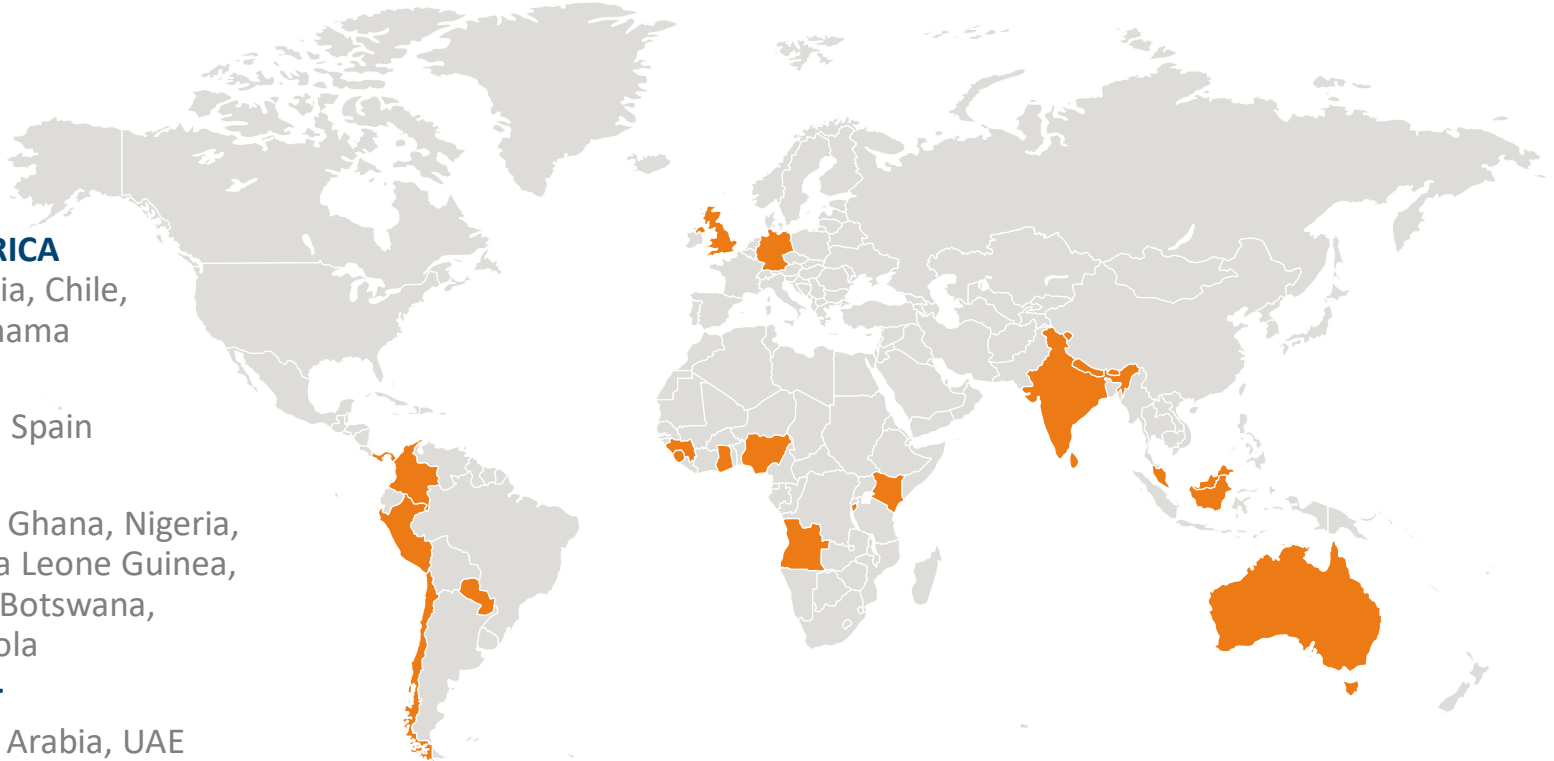 RICA
ia, Chile,
nama
Spain
Ghana, Nigeria,
a Leone Guinea,
Botswana,
ola
Arabia, UAE